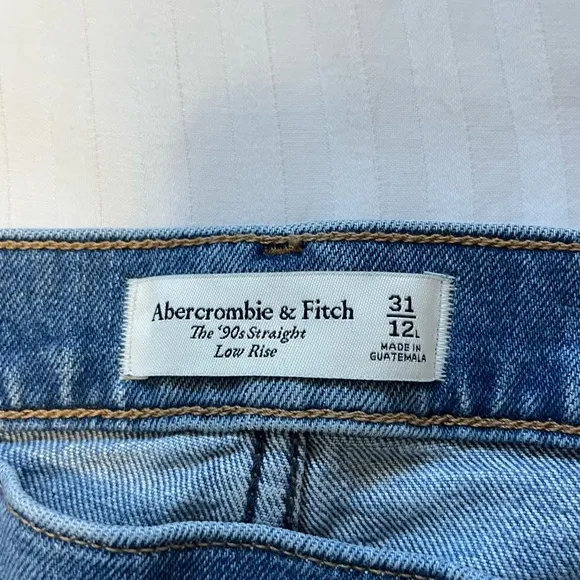 Abercrombie & Fitch
The '90s Straight
Low Rise
31
12L
MADE IN
GUATEMALA